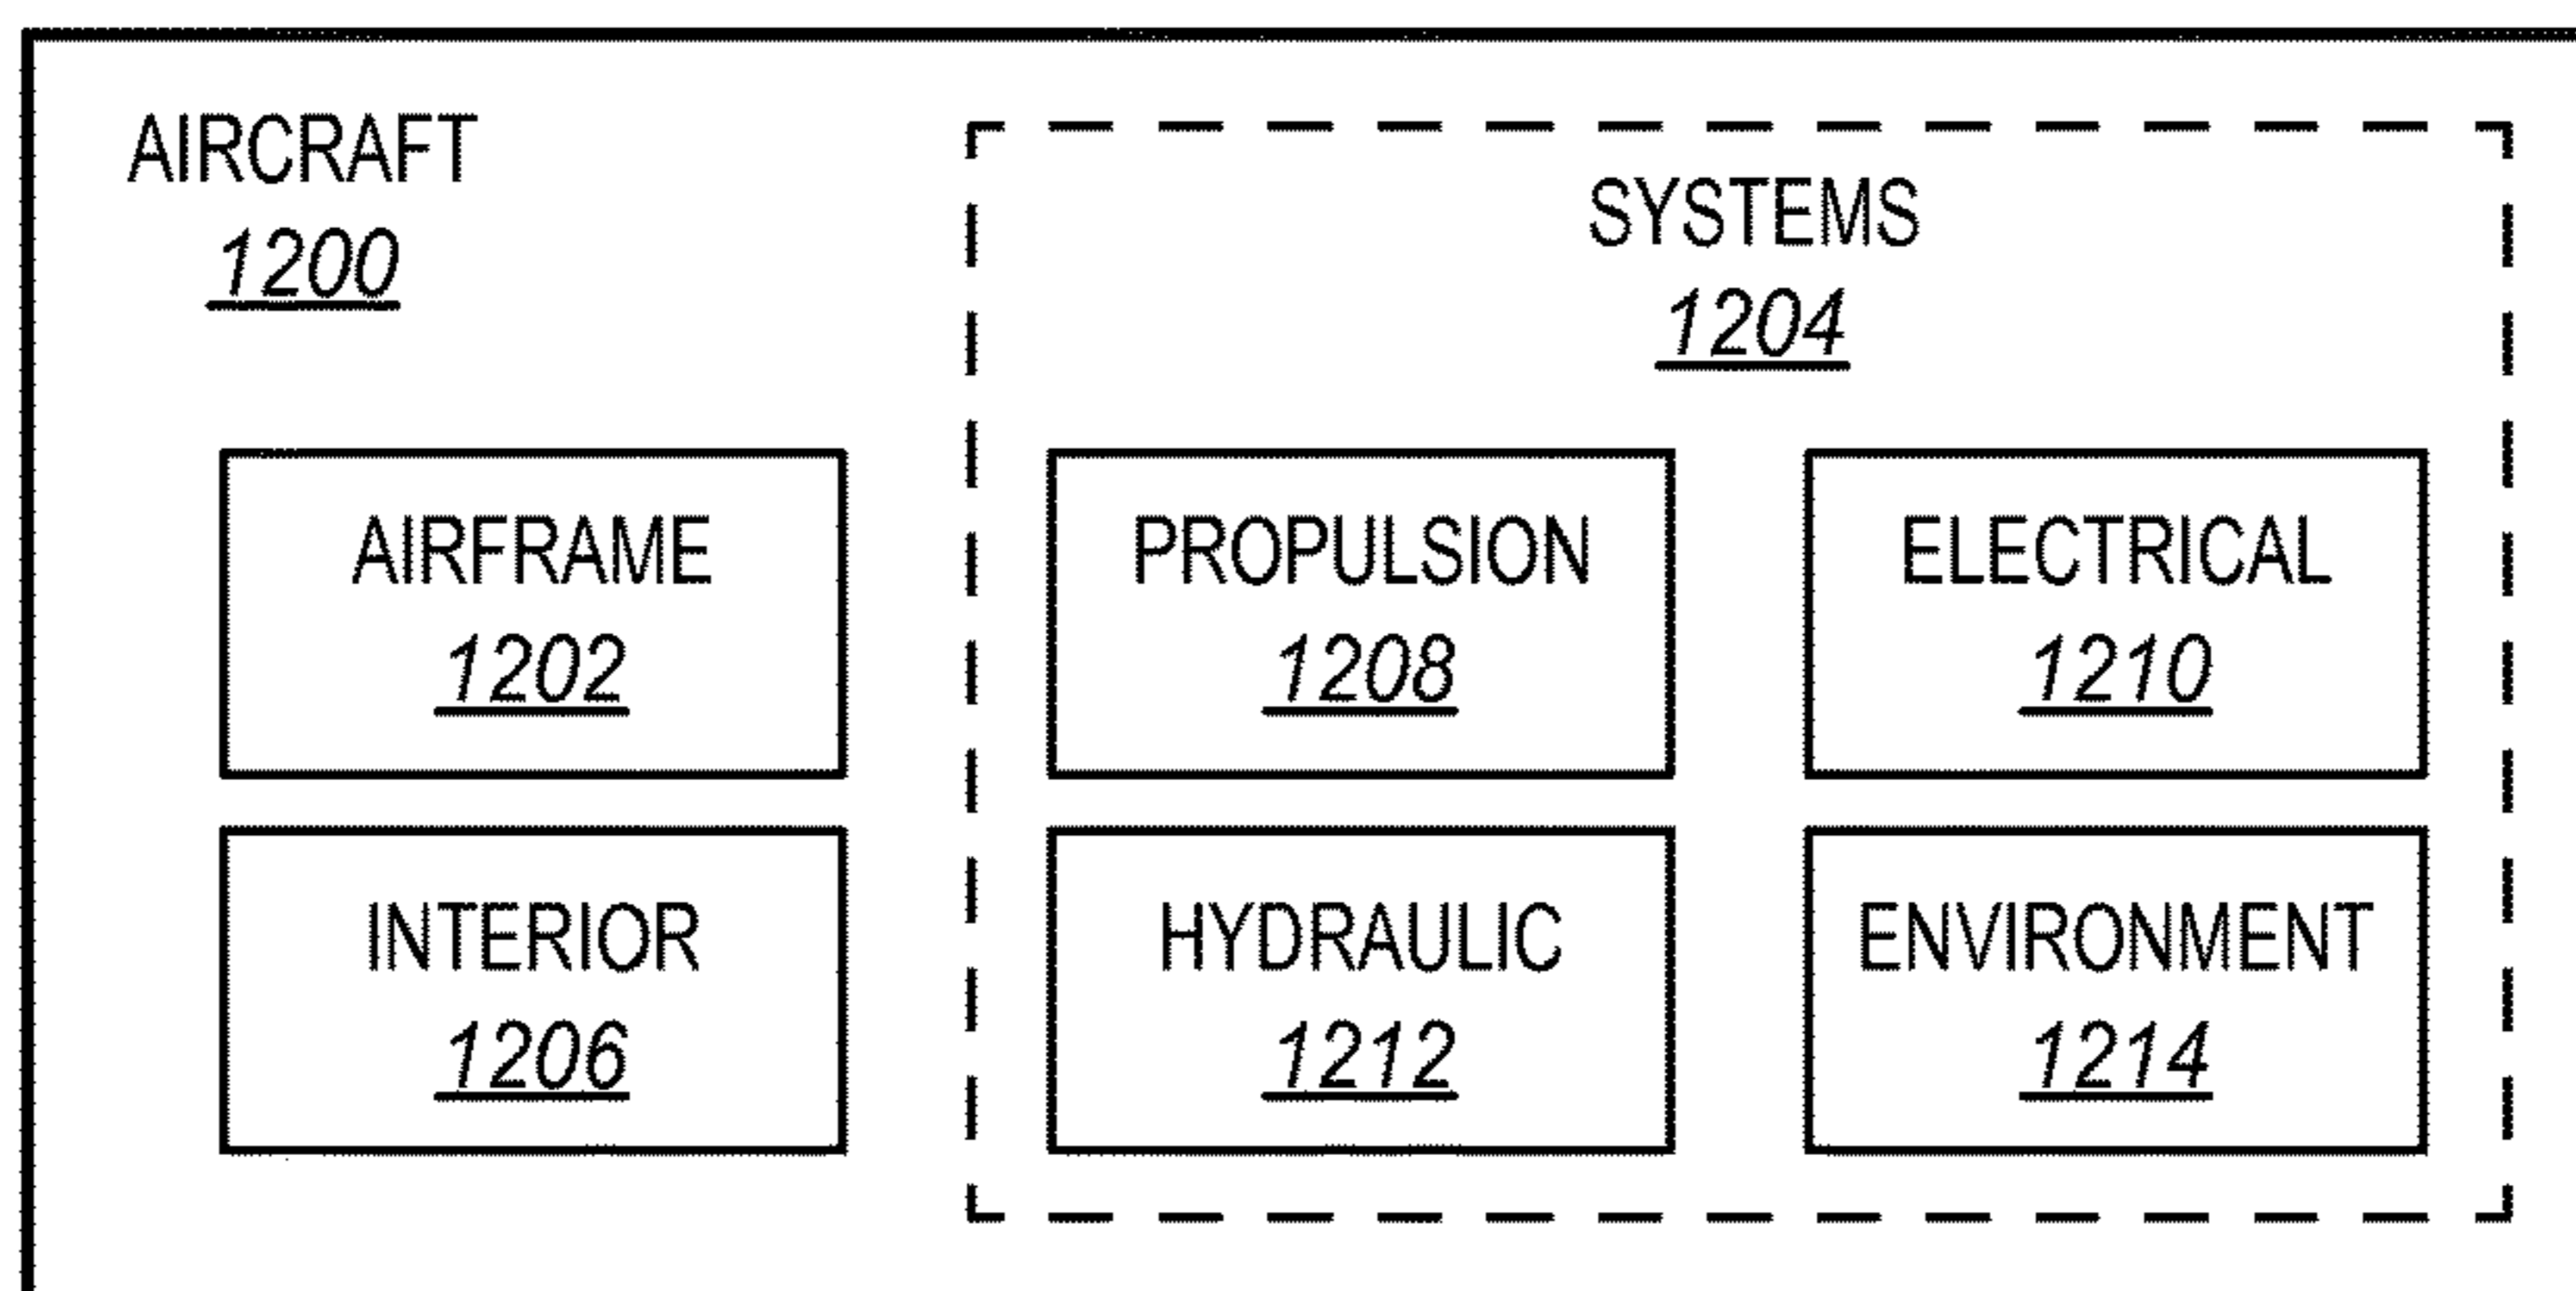 AIRCRAFT
1200
SYSTEMS
1204
AIRFRAME
1202
PROPULSION
1208
ELECTRICAL
1210
INTERIOR
1206
HYDRAULIC
1212
ENVIRONMENT
1214